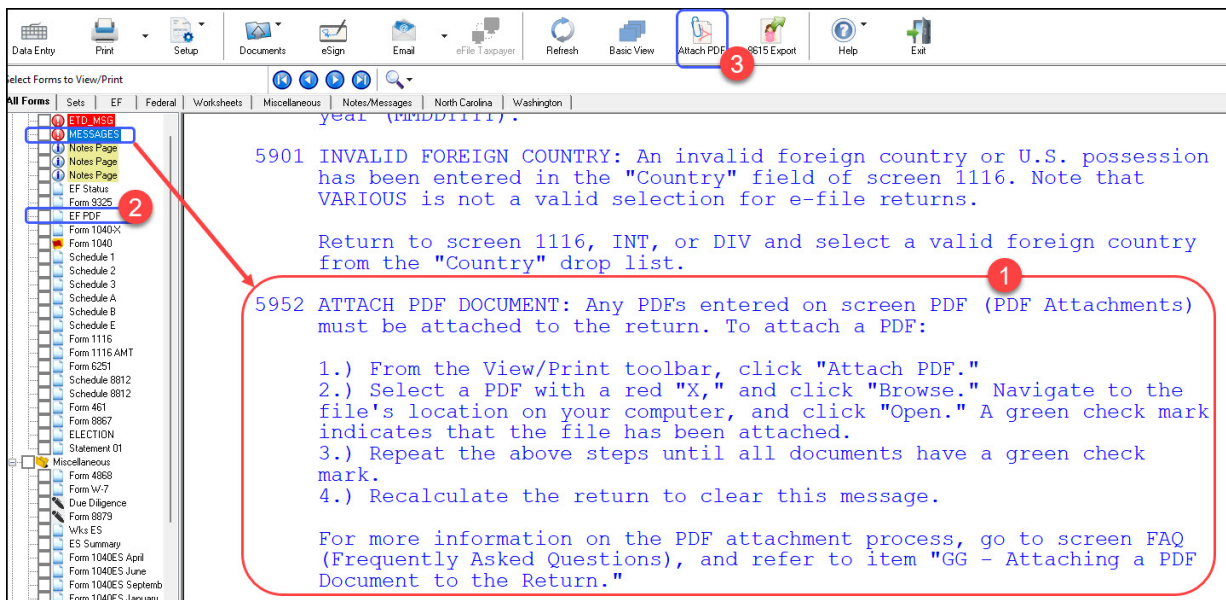 Data Entry
Print
Setup
Documents
eSign
Email
eFile Taxpayer
Refresh
Basic View
Attach PDF
8615 Export
Help
Exit
3
Select Forms to View/Print
All Forms
Sets
EF
Federal
Worksheets
Miscellaneous
Notes/Messages
North Carolina
Washington
ETD_MSG
MESSAGES
Notes Page
Notes Page
Notes Page
EF Status
Form 9325
2
EF PDF
Form 1040-X
Form 1040
Schedule 1
Schedule 2
Schedule 3
Schedule A
Schedule B
Schedule E
Form 1116
Form 1116 AMT
Form 6251
Schedule 8812
Schedule 8812
Form 461
Form 8867
ELECTION
Statement 01
Miscellaneous
Form 4868
Form W-7
Due Diligence
Form 8879
Wks ES
ES Summary
Form 1040ES April
Form 1040ES June
Form 1040ES Septemb
Form 1040ES January
year
5901 INVALID FOREIGN COUNTRY: An invalid foreign country or U.S. possession
has been entered in the "Country" field of screen 1116. Note that
VARIOUS is not a valid selection for e-file returns.
Return to screen 1116, INT, or DIV and select a valid foreign country
from the "Country" drop list.
1
5952 ATTACH PDF DOCUMENT: Any PDFs entered on screen PDF (PDF Attachments)
must be attached to the return. To attach a PDF:
1.) From the View/Print toolbar, click "Attach PDF."
2.) Select a PDF with a red "X," and click "Browse." Navigate to the
file's location on your computer, and click "Open." A green check mark
indicates that the file has been attached.
3.) Repeat the above steps until all documents have a green check
mark.
4.) Recalculate the return to clear this message.
For more information on the PDF attachment process, go to screen FAQ
(Frequently Asked Questions), and refer to item "GG - Attaching a PDF
Document to the Return."